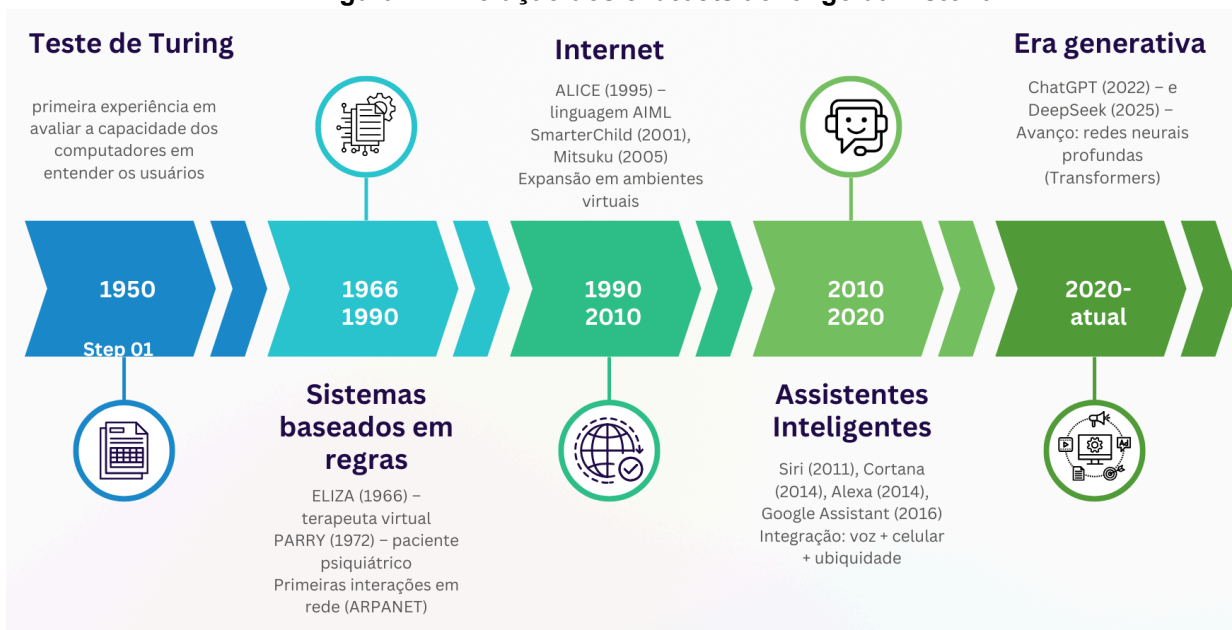 Teste de Turing
primeira experiência em
avaliar a capacidade dos
computadores em
entender os usuários
Internet
ALICE (1995) –
linguagem AIML
SmarterChild (2001),
Mitsuku (2005)
Expansão em ambientes
virtuais
Era generativa
ChatGPT (2022) – e
DeepSeek (2025) –
Avanço: redes neurais
profundas
(Transformers)
1950
Step 01
1966
1990
1990
2010
2010
2020
2020-
atual
Sistemas
baseados em
regras
ELIZA (1966) –
terapeuta virtual
PARRY (1972) – paciente
psiquiátrico
Primeiras interações em
rede (ARPANET)
Assistentes
Inteligentes
Siri (2011), Cortana
(2014), Alexa (2014),
Google Assistant (2016)
Integração: voz + celular
+ ubiquidade